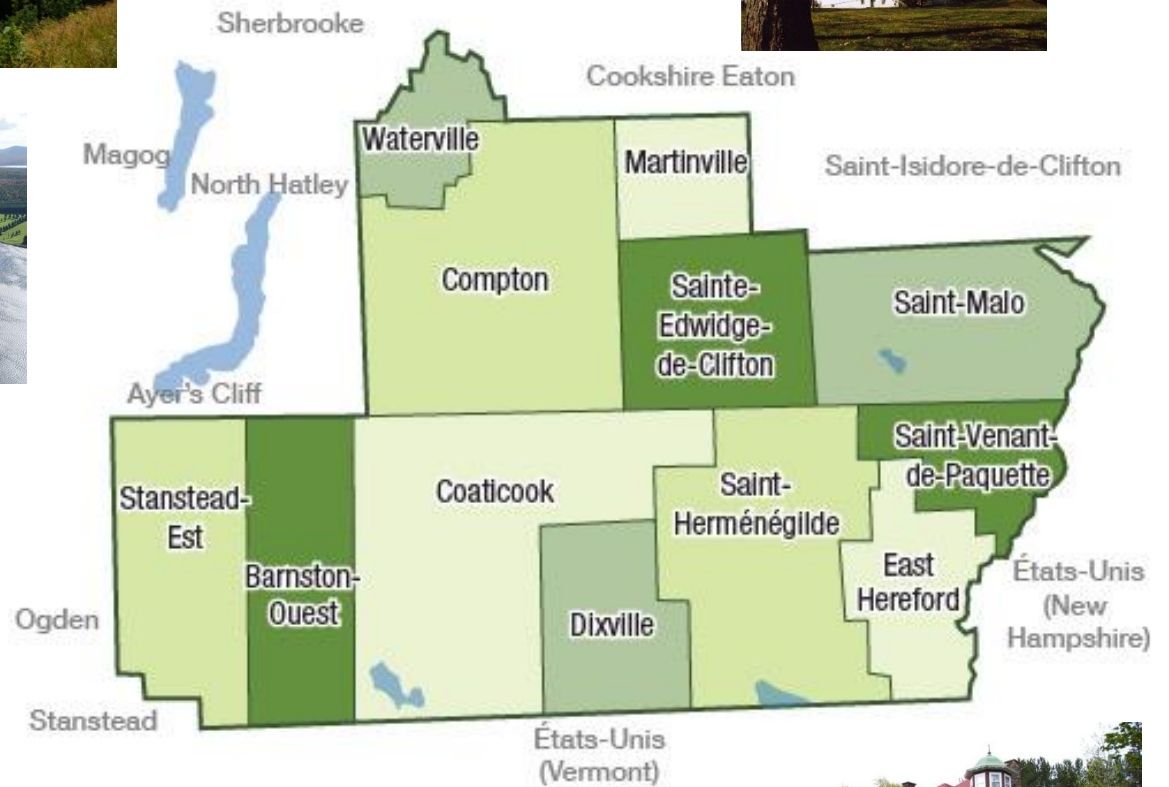 Sherbrooke
Cookshire Eaton
Waterville
Magog
Martinville
Saint-Isidore-de-Clifton
North Hatley
Compton
Sainte-
Edwidge-
de-Clifton
Saint-Malo
Ayer's Cliff
Stanstead-
Est
Coaticook
Saint-
Herménégilde
Saint-Venant-
de-Paquette
Barnston-
Ouest
Dixville
East
Hereford
États-Unis
(New
Hampshire)
Ogden
Stanstead
États-Unis
(Vermont)